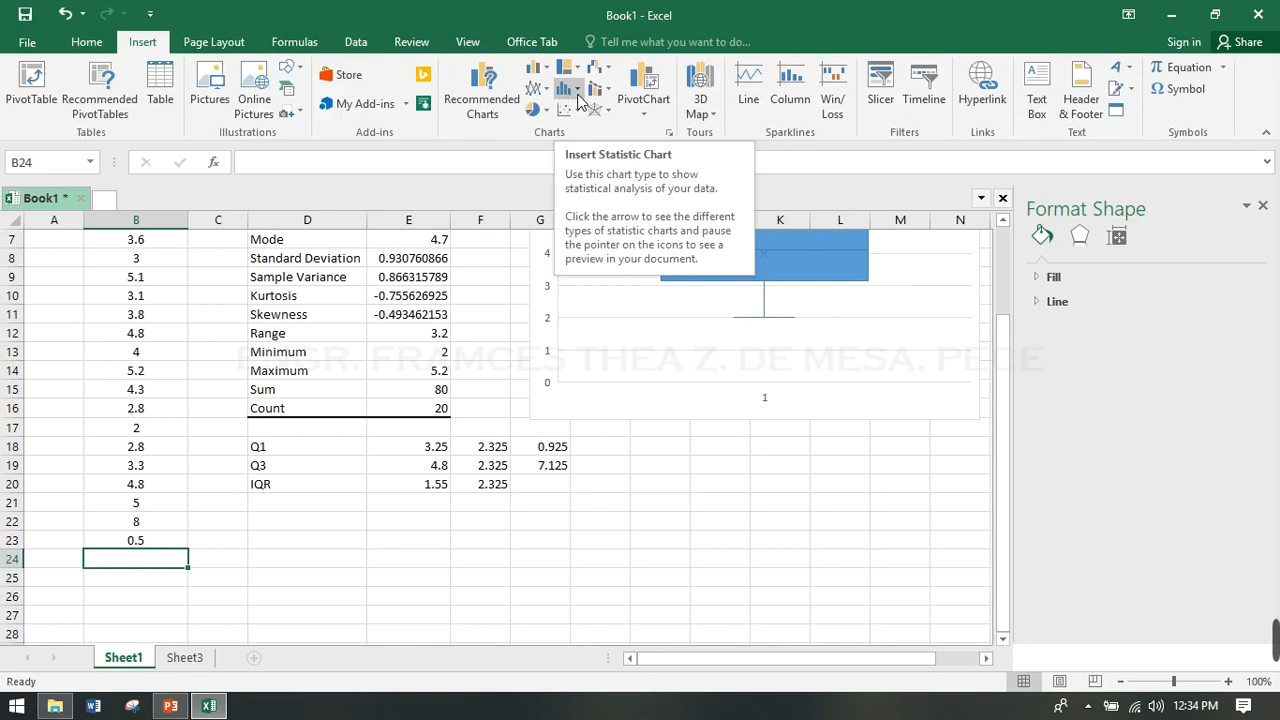 Book1 - Excel
File Home Insert Page Layout Formulas Data Review View Office Tab Tell me what you want to do... Sign in Share
PivotTable Recommended PivotTables Table
Tables
Pictures Online Pictures
Illustrations
Store
My Add-ins
Add-ins
Recommended Charts
Charts
PivotChart
3D Map
Tours
Line Column Win/Loss
Sparklines
Slicer Timeline
Filters
Hyperlink
Links
Text Box Header & Footer
Text
Equation
Symbol
Symbols
B24 fx
Insert Statistic Chart
Use this chart type to show
statistical analysis of your data.
Click the arrow to see the different
types of statistic charts and pause
the pointer on the icons to see a
preview in your document.
Book1 *
A B C D E F G K L M N
7 3.6 Mode 4.7
8 3 Standard Deviation 0.930760866
9 5.1 Sample Variance 0.866315789
10 3.1 Kurtosis -0.755626925
11 3.8 Skewness -0.493462153
12 4.8 Range 3.2
13 4 Minimum 2
14 5.2 Maximum 5.2
15 4.3 Sum 80
16 2.8 Count 20
17 2
18 2.8 Q1 3.25 2.325 0.925
19 3.3 Q3 4.8 2.325 7.125
20 4.8 IQR 1.55 2.325
21 5
22 8
23 0.5
24
25
26
27
28
4
3
2
1
0
1
ENGR. FRAMCES THEA Z. DE MESA, PECE
Format Shape
Fill
Line
Sheet1 Sheet3
Ready 100%
12:34 PM